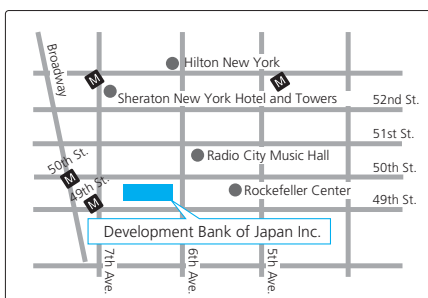 Broadway
Hilton New York
M
M
Sheraton New York Hotel and Towers
52nd St.
51st St.
50th St.
Radio City Music Hall
50th St.
M
49th St.
Rockefeller Center
M
49th St.
Development Bank of Japan Inc.
7th Ave.
6th Ave.
5th Ave.